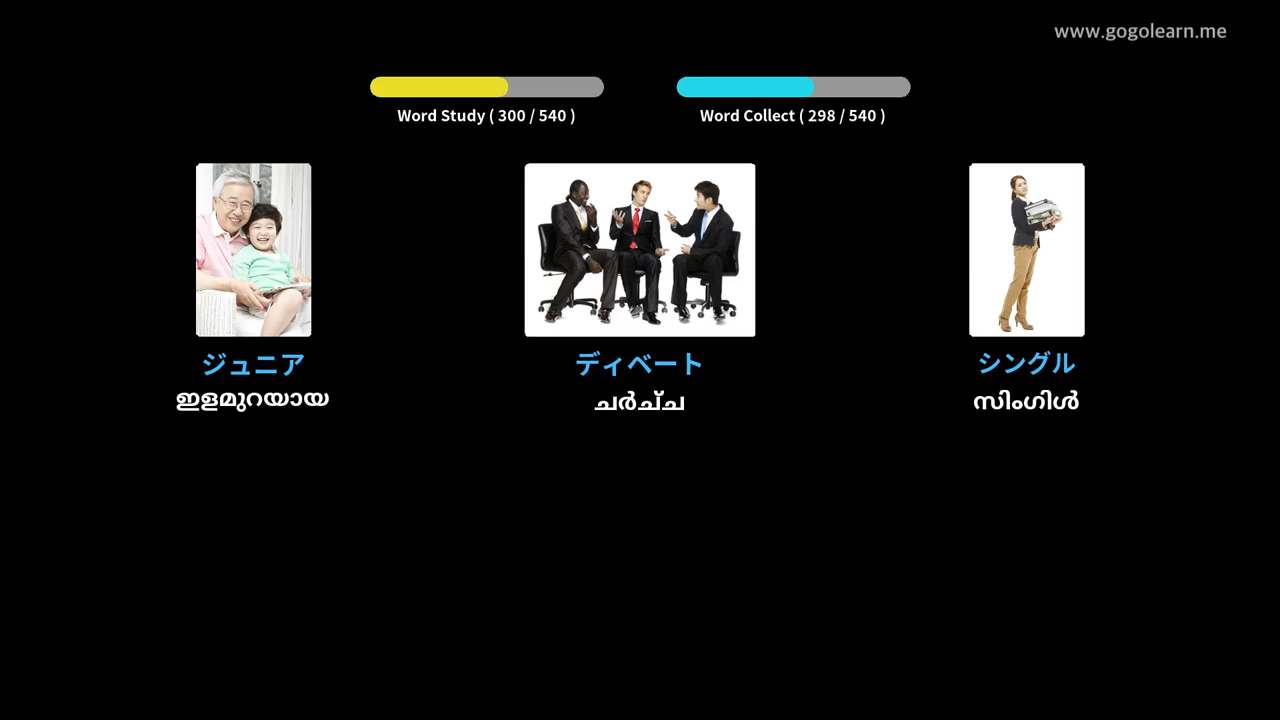 www.gogolearn.me
Word Study ( 300 / 540 )
Word Collect ( 298 / 540 )
ジュニア
ディベート
シングル
ഇളമുറയായ
ചർച്ച
സിംഗിൾ